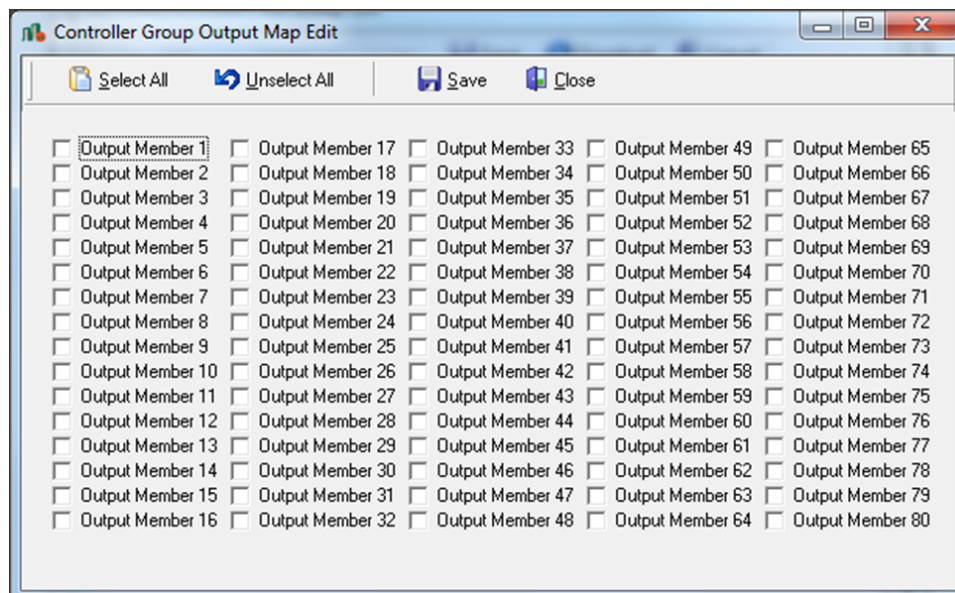 Controller Group Output Map Edit
Select All Unselect All Save Close
Output Member 1 Output Member 17 Output Member 33 Output Member 49 Output Member 65
Output Member 2 Output Member 18 Output Member 34 Output Member 50 Output Member 66
Output Member 3 Output Member 19 Output Member 35 Output Member 51 Output Member 67
Output Member 4 Output Member 20 Output Member 36 Output Member 52 Output Member 68
Output Member 5 Output Member 21 Output Member 37 Output Member 53 Output Member 69
Output Member 6 Output Member 22 Output Member 38 Output Member 54 Output Member 70
Output Member 7 Output Member 23 Output Member 39 Output Member 55 Output Member 71
Output Member 8 Output Member 24 Output Member 40 Output Member 56 Output Member 72
Output Member 9 Output Member 25 Output Member 41 Output Member 57 Output Member 73
Output Member 10 Output Member 26 Output Member 42 Output Member 58 Output Member 74
Output Member 11 Output Member 27 Output Member 43 Output Member 59 Output Member 75
Output Member 12 Output Member 28 Output Member 44 Output Member 60 Output Member 76
Output Member 13 Output Member 29 Output Member 45 Output Member 61 Output Member 77
Output Member 14 Output Member 30 Output Member 46 Output Member 62 Output Member 78
Output Member 15 Output Member 31 Output Member 47 Output Member 63 Output Member 79
Output Member 16 Output Member 32 Output Member 48 Output Member 64 Output Member 80